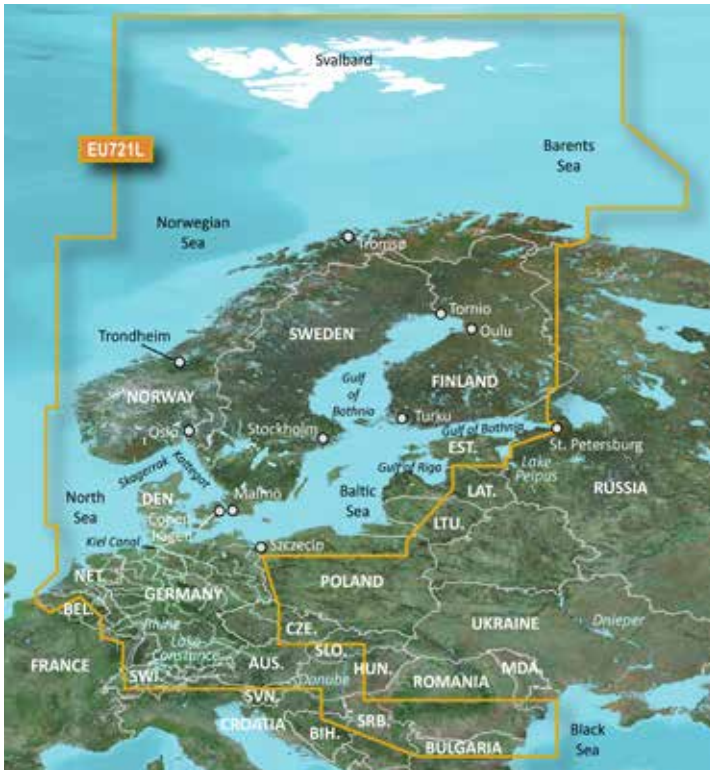 Svalbard
EU721L
Barents
Sea
Norwegian
Sea
Tromsø
Tornio
SWEDEN
Oulu
Trondheim
Gulf
of
Bothnia
FINLAND
NORWAY
Turku
Oslo
Stockholm
Gulf of Bothnia
St. Petersburg
EST.
Skagerrak
Kattegat
Gulf of Riga
Lake
Peipus
RUSSIA
North
Sea
DEN.
Malmö
Baltic
Sea
LAT.
Copen-
hagen
LTU.
Kiel Canal
Szczecin
NET.
GERMANY
POLAND
BEL.
CZE.
UKRAINE
Dnieper
Rhine
Lake
Constance
SLO.
FRANCE
AUS.
HUN.
MDA.
SWI.
Danube
ROMANIA
SVN.
CROATIA
SRB.
Black
Sea
BIH.
BULGARIA